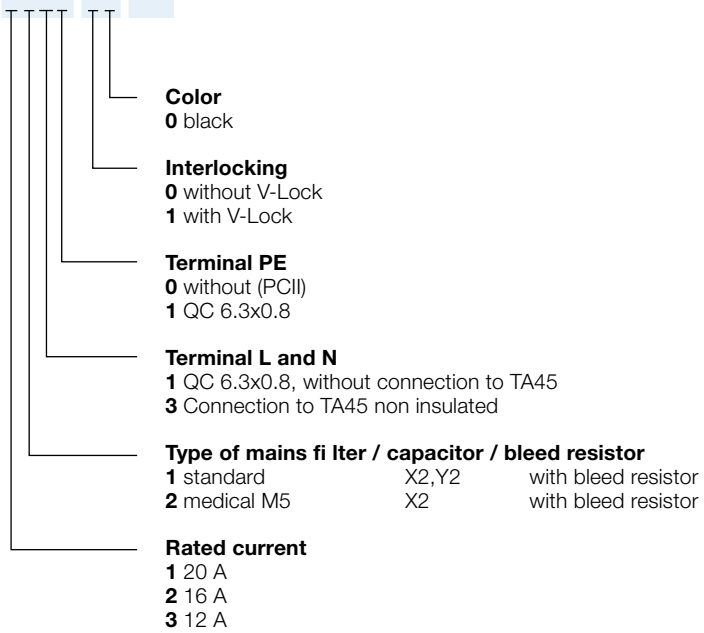 Color
0 black
Interlocking
0 without V-Lock
1 with V-Lock
Terminal PE
0 without (PCII)
1 QC 6.3x0.8
Terminal L and N
1 QC 6.3x0.8, without connection to TA45
3 Connection to TA45 non insulated
Type of mains fi lter / capacitor / bleed resistor
1 standard X2,Y2 with bleed resistor
2 medical M5 X2 with bleed resistor
Rated current
1 20 A
2 16 A
3 12 A